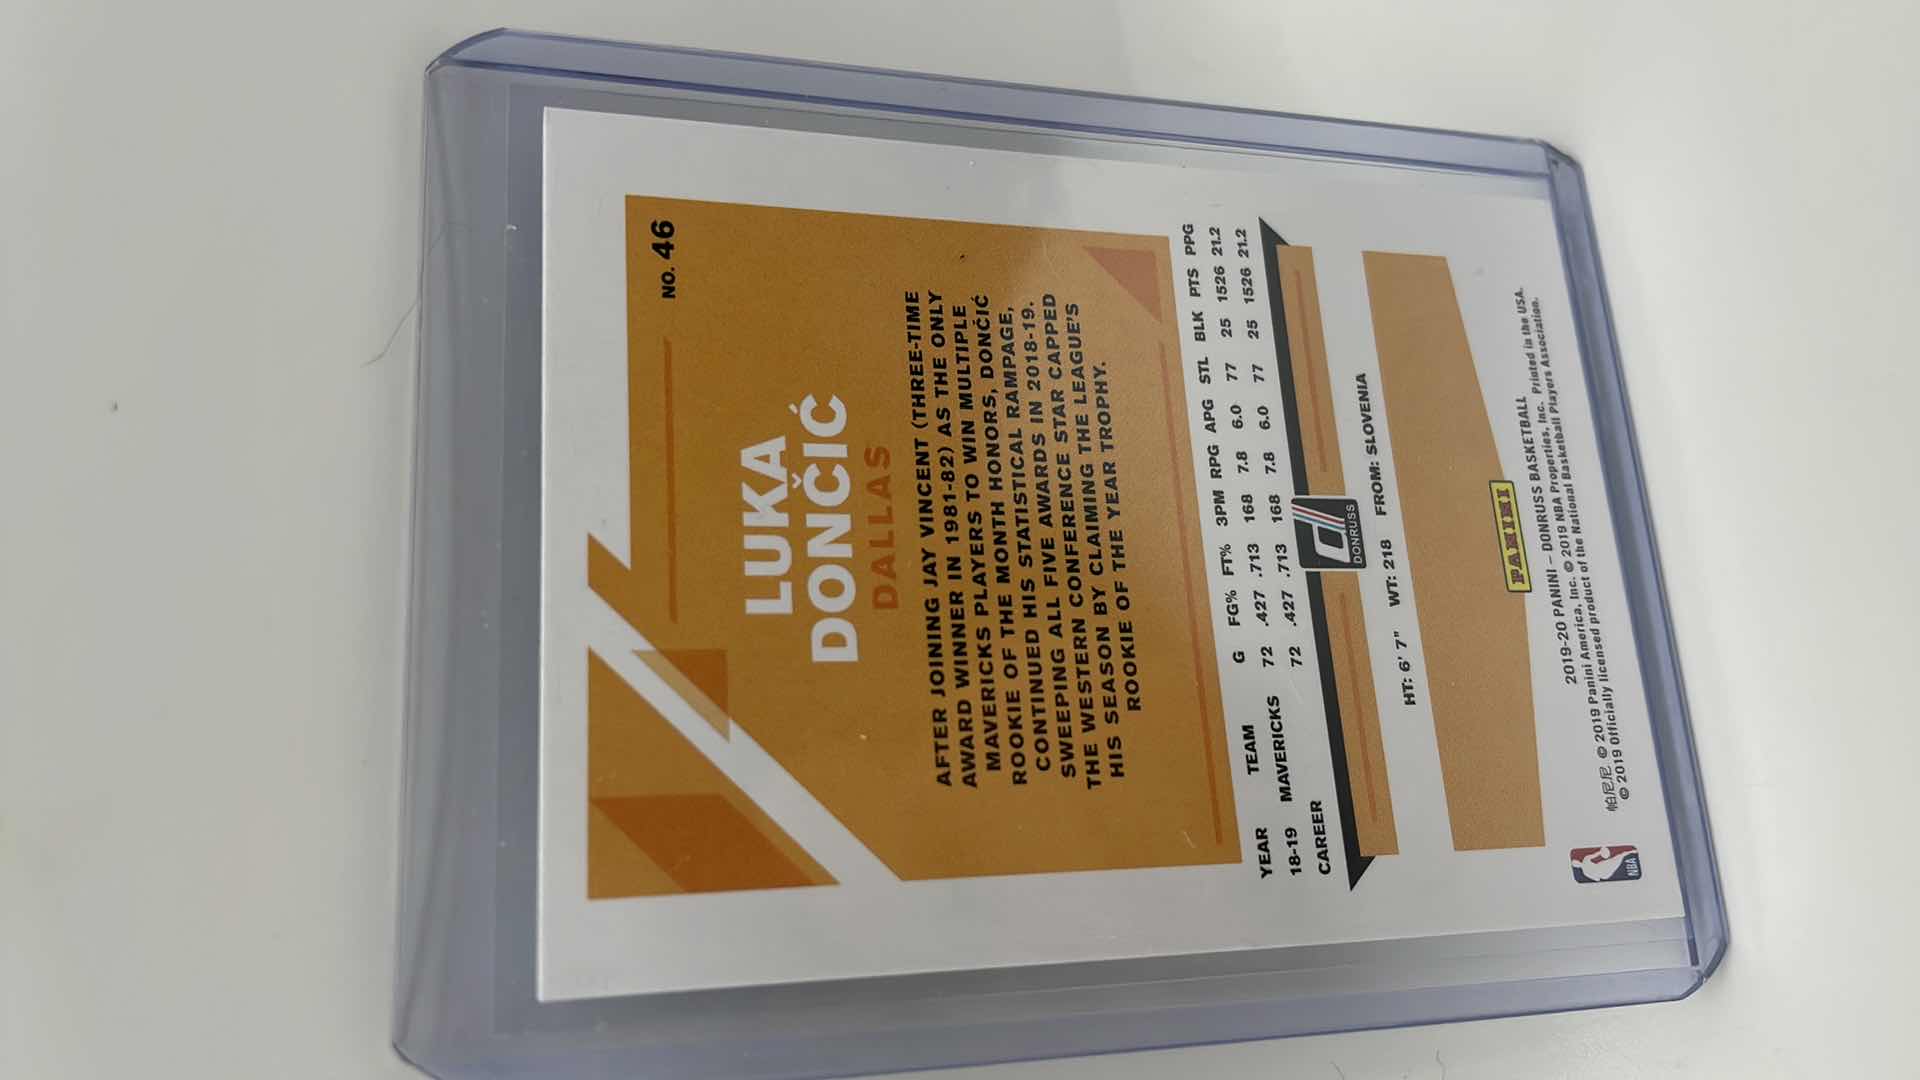 NO. 46
LUKA
DONČIĆ
DALLAS
AFTER JOINING JAY VINCENT (THREE-TIME
AWARD WINNER IN 1981-82) AS THE ONLY
MAVERICKS PLAYERS TO WIN MULTIPLE
ROOKIE OF THE MONTH HONORS, DONČIĆ
CONTINUED HIS STATISTICAL RAMPAGE,
SWEEPING ALL FIVE AWARDS IN 2018-19.
THE WESTERN CONFERENCE STAR CAPPED
HIS SEASON BY CLAIMING THE LEAGUE'S
ROOKIE OF THE YEAR TROPHY.
YEAR TEAM G FG% FT% 3PM RPG APG STL BLK PTS PPG
18-19 MAVERICKS 72 .427 .713 168 7.8 6.0 77 25 1526 21.2
CAREER 72 .427 .713 168 7.8 6.0 77 25 1526 21.2
DONRUSS
HT: 6' 7" WT: 218 FROM: SLOVENIA
PANINI
2019-20 PANINI – DONRUSS BASKETBALL
帕尼尼. © 2019 Panini America, Inc. © 2019 NBA Properties, Inc. Printed in the USA.
© 2019 Officially licensed product of the National Basketball Players Association.
NBA